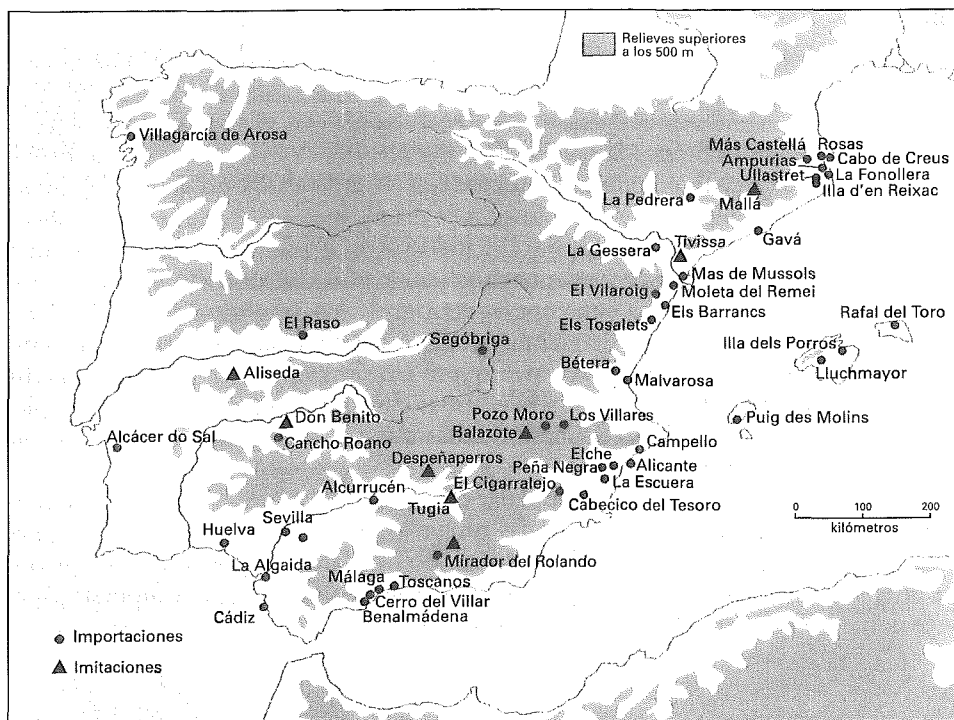 Relieves superiores
a los 500 m
Villagarcía de Arosa
Más Castellá
Rosas
Ampurias
Cabo de Creus
Ullastret
La Fonollera
Illa d'en Reixac
La Pedrera
Mallá
Gavá
La Gessera
Tivissa
Mas de Mussols
El Vilaroig
Moleta del Remei
Els Barrancs
Rafal del Toro
El Raso
Els Tosalets
Segóbriga
Illa dels Porros
Bétera
Lluchmayor
Aliseda
Malvarosa
Don Benito
Pozo Moro
Los Villares
Puig des Molins
Balazote
Alcácer do Sal
Cancho Roano
Campello
Despeñaperros
Elche
Peña Negra
Alicante
El Cigarralejo
La Escuera
Alcurrucén
Tugia
Cabecico del Tesoro
0 100 200
kilómetros
Huelva
Sevilla
Mirador del Rolando
La Algaida
Málaga
Toscanos
Cerro del Villar
Cádiz
Benalmádena
Importaciones
Imitaciones